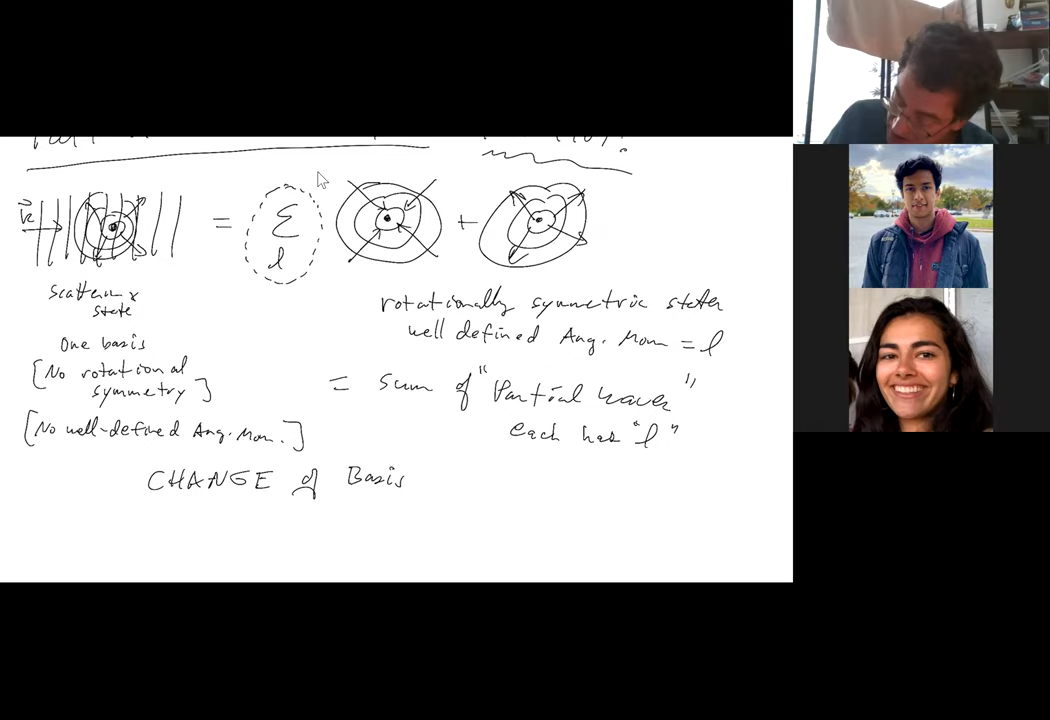 k = Σ +
l
scattering state
rotationally symmetric states
well defined Ang. Mom = l
One basis
[No rotational symmetry]
= sum of "Partial waves"
each has "l"
[No well-defined Ang. Mom.]
CHANGE of Basis